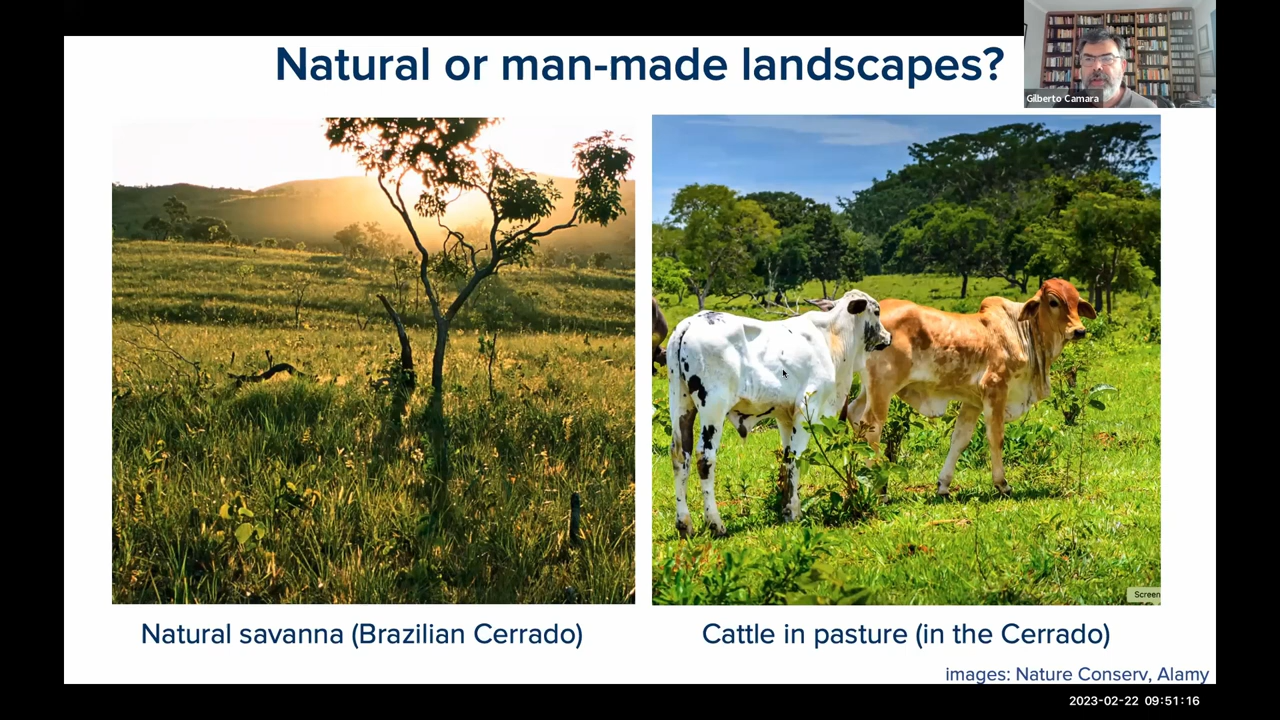 Natural or man-made landscapes?
Gilberto Camara
Screen
Natural savanna (Brazilian Cerrado)
Cattle in pasture (in the Cerrado)
images: Nature Conserv, Alamy
2023-02-22 09:51:16